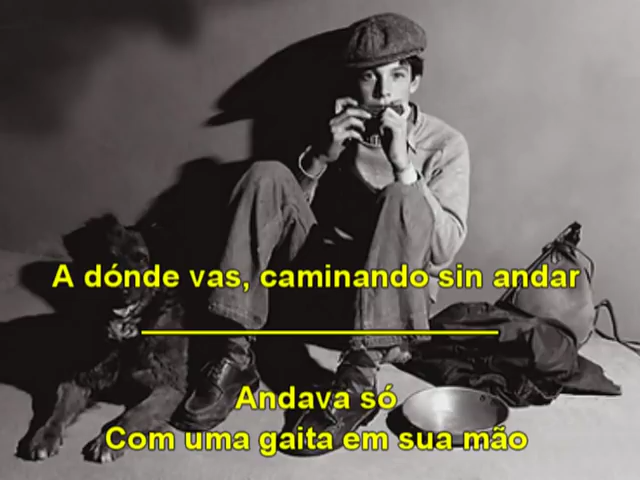 A dónde vas, caminando sin andar
Andava só
Com uma gaita em sua mão